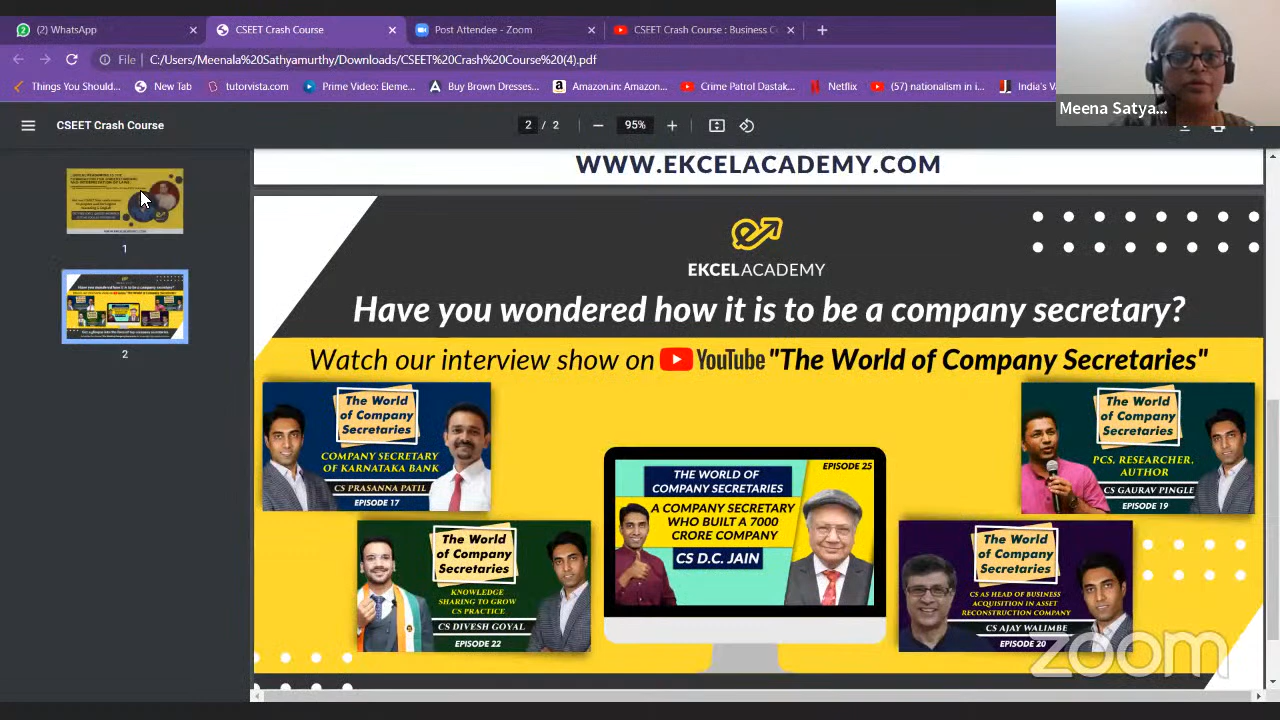 (2) WhatsApp
CSEET Crash Course
Post Attendee - Zoom
CSEET Crash Course : Business C
File
C:/Users/Meenala%20Sathyamurthy/Downloads/CSEET%20Crash%20Course%20(4).pdf
Things You Should...
New Tab
tutorvista.com
Prime Video: Eleme...
Buy Brown Dresses...
Amazon.in: Amazon...
Crime Patrol Dastak...
Netflix
(57) nationalism in i...
India's Va
Meena Satya...
CSEET Crash Course
2 / 2
95%
1
2
WWW.EKCELACADEMY.COM
EKCELACADEMY
Have you wondered how it is to be a company secretary?
Watch our interview show on YouTube "The World of Company Secretaries"
The World
of Company
Secretaries
COMPANY SECRETARY
OF KARNATAKA BANK
CS PRASANNA PATIL
EPISODE 17
The World
of Company
Secretaries
PCS, RESEARCHER,
AUTHOR
CS GAURAV PINGLE
EPISODE 19
EPISODE 25
THE WORLD OF
COMPANY SECRETARIES
A COMPANY SECRETARY
WHO BUILT A 7000
CRORE COMPANY
CS D.C. JAIN
The World
of Company
Secretaries
KNOWLEDGE
SHARING TO GROW
CS PRACTICE
CS DIVESH GOYAL
EPISODE 22
The World
of Company
Secretaries
CS AS HEAD OF BUSINESS
ACQUISITION IN ASSET
RECONSTRUCTION COMPANY
CS AJAY WALIMBE
EPISODE 20
zoom